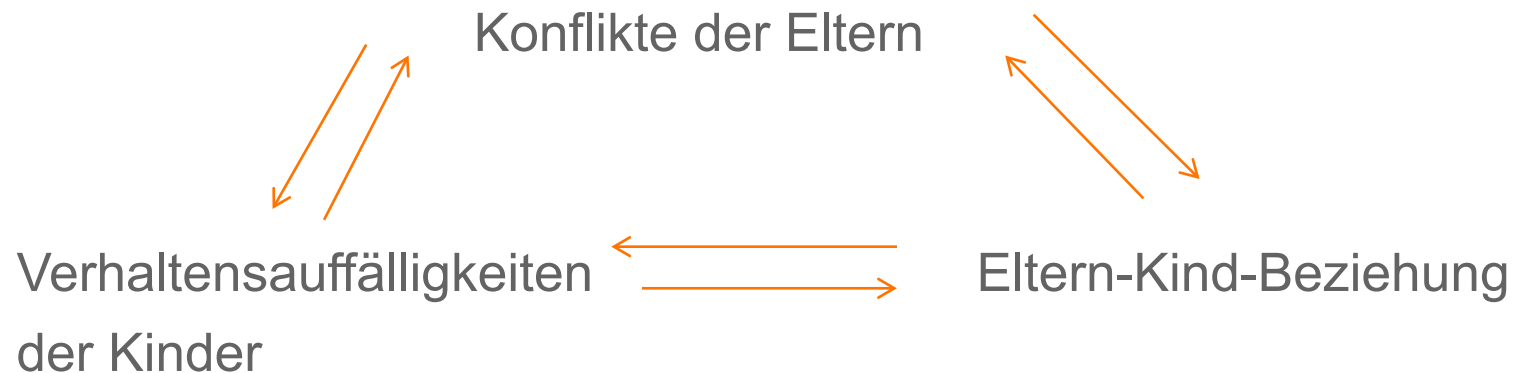 Konflikte der Eltern
Verhaltensauffälligkeiten
der Kinder
Eltern-Kind-Beziehung